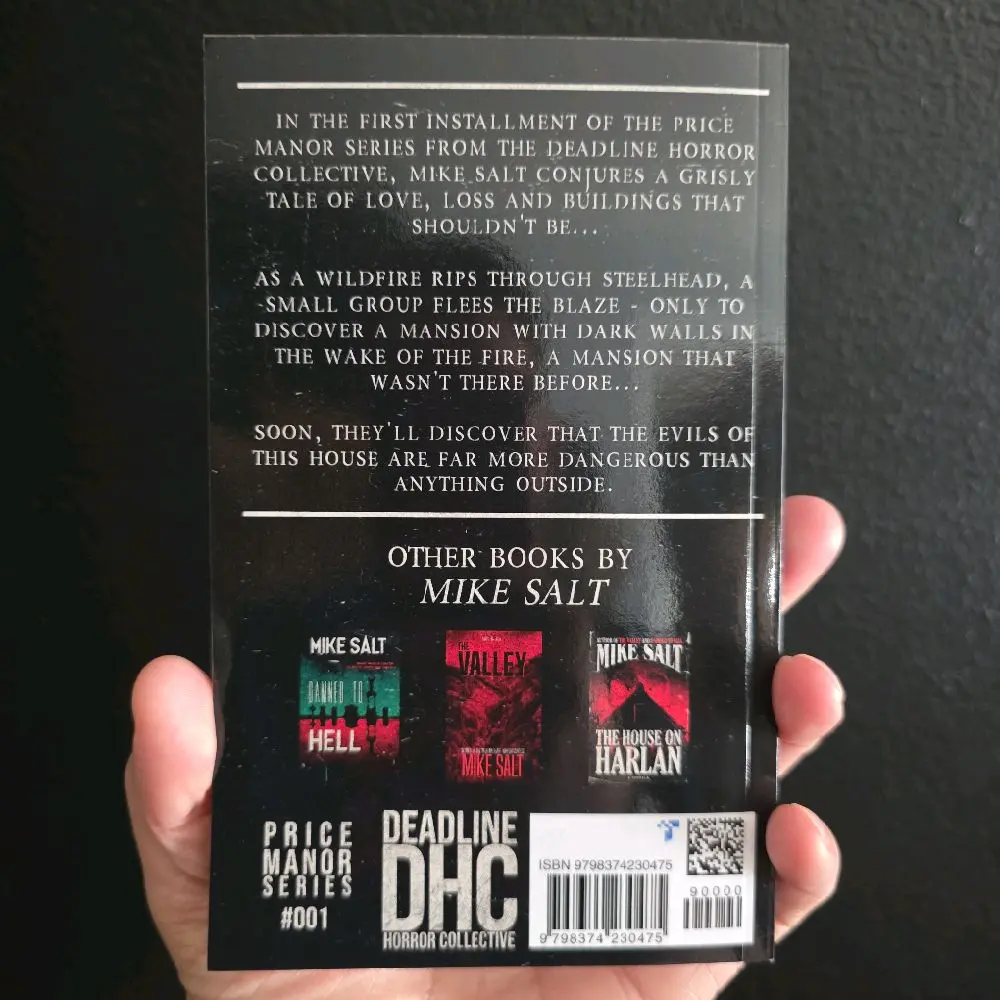 IN THE FIRST INSTALLMENT OF THE PRICE
MANOR SERIES FROM THE DEADLINE HORROR
COLLECTIVE, MIKE SALT CONJURES A GRISLY
TALE OF LOVE, LOSS AND BUILDINGS THAT
SHOULDN'T BE...
AS A WILDFIRE RIPS THROUGH STEELHEAD, A
SMALL GROUP FLEES THE BLAZE - ONLY TO
DISCOVER A MANSION WITH DARK WALLS IN
THE WAKE OF THE FIRE, A MANSION THAT
WASN'T THERE BEFORE...
SOON, THEY'LL DISCOVER THAT THE EVILS OF
THIS HOUSE ARE FAR MORE DANGEROUS THAN
ANYTHING OUTSIDE.
OTHER BOOKS BY
MIKE SALT
MIKE SALT
TO
HELL
THE
VALLEY
MIKE SALT
MIKE SALT
THE HOUSE ON
HARLAN
PRICE
MANOR
SERIES
#001
DEADLINE
DHC
HORROR COLLECTIVE
ISBN 9798374230475
90000
9 798374 230475